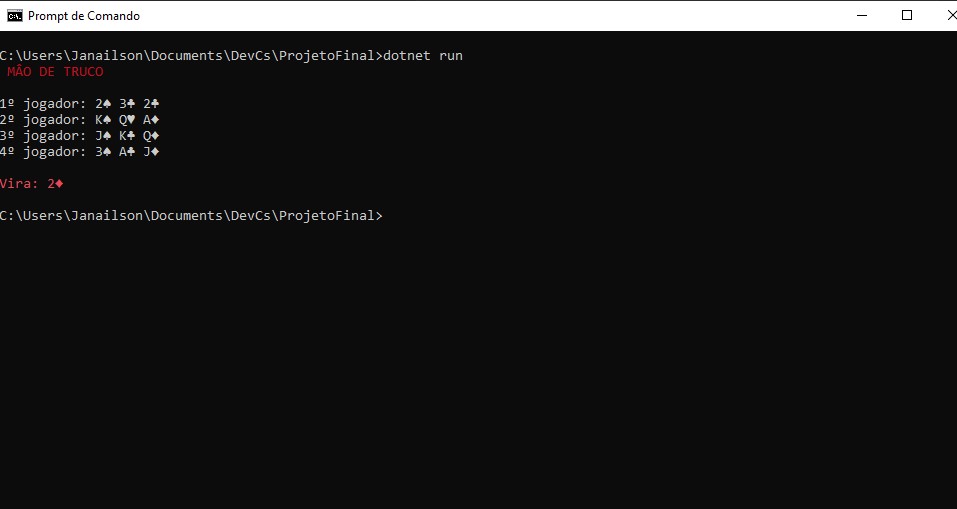 Prompt de Comando
C:\Users\Janailson\Documents\DevCs\ProjetoFinal>dotnet run
MÃO DE TRUCO
1º jogador: 2♠ 3♣ 2♣
2º jogador: K♠ Q♥ A♦
3º jogador: J♠ K♣ Q♦
4º jogador: 3♠ A♣ J♦
Vira: 2♦
C:\Users\Janailson\Documents\DevCs\ProjetoFinal>